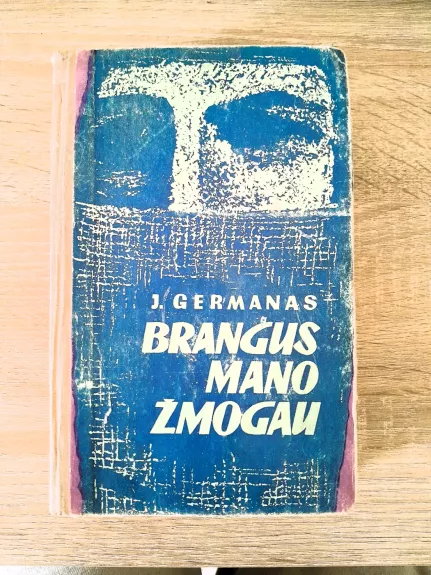 J. GERMANAS
BRANGUS
MANO
ŽMOGAU